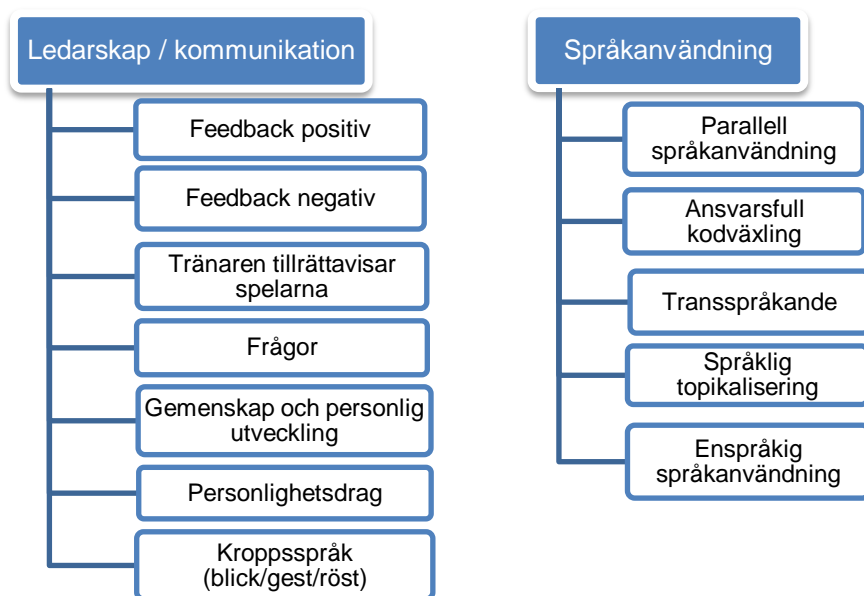 Ledarskap / kommunikation
Feedback positiv
Feedback negativ
Tränaren tillrättavisar
spelarna
Frågor
Gemenskap och personlig
utveckling
Personlighetsdrag
Kroppsspråk
(blick/gest/röst)
Språkanvändning
Parallell
språkanvändning
Ansvarsfull
kodväxling
Transspråkande
Språklig
topikalisering
Enspråkig
språkanvändning